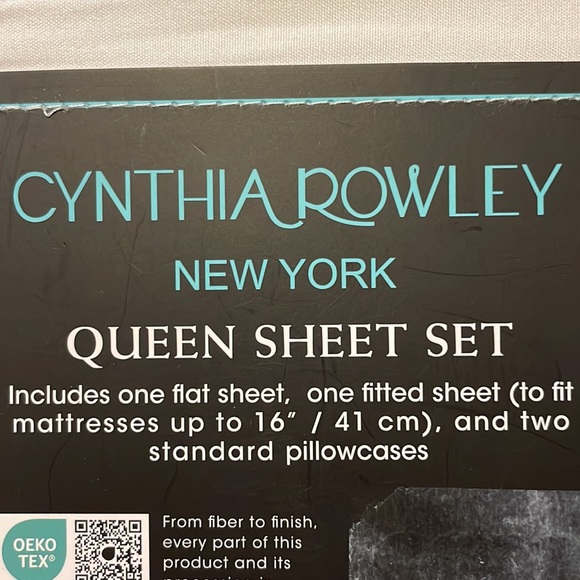 CYNTHIA ROWLEY
NEW YORK
QUEEN SHEET SET
Includes one flat sheet, one fitted sheet (to fit
mattresses up to 16” / 41 cm), and two
standard pillowcases
OEKO
TEX®
From fiber to finish,
every part of this
product and its